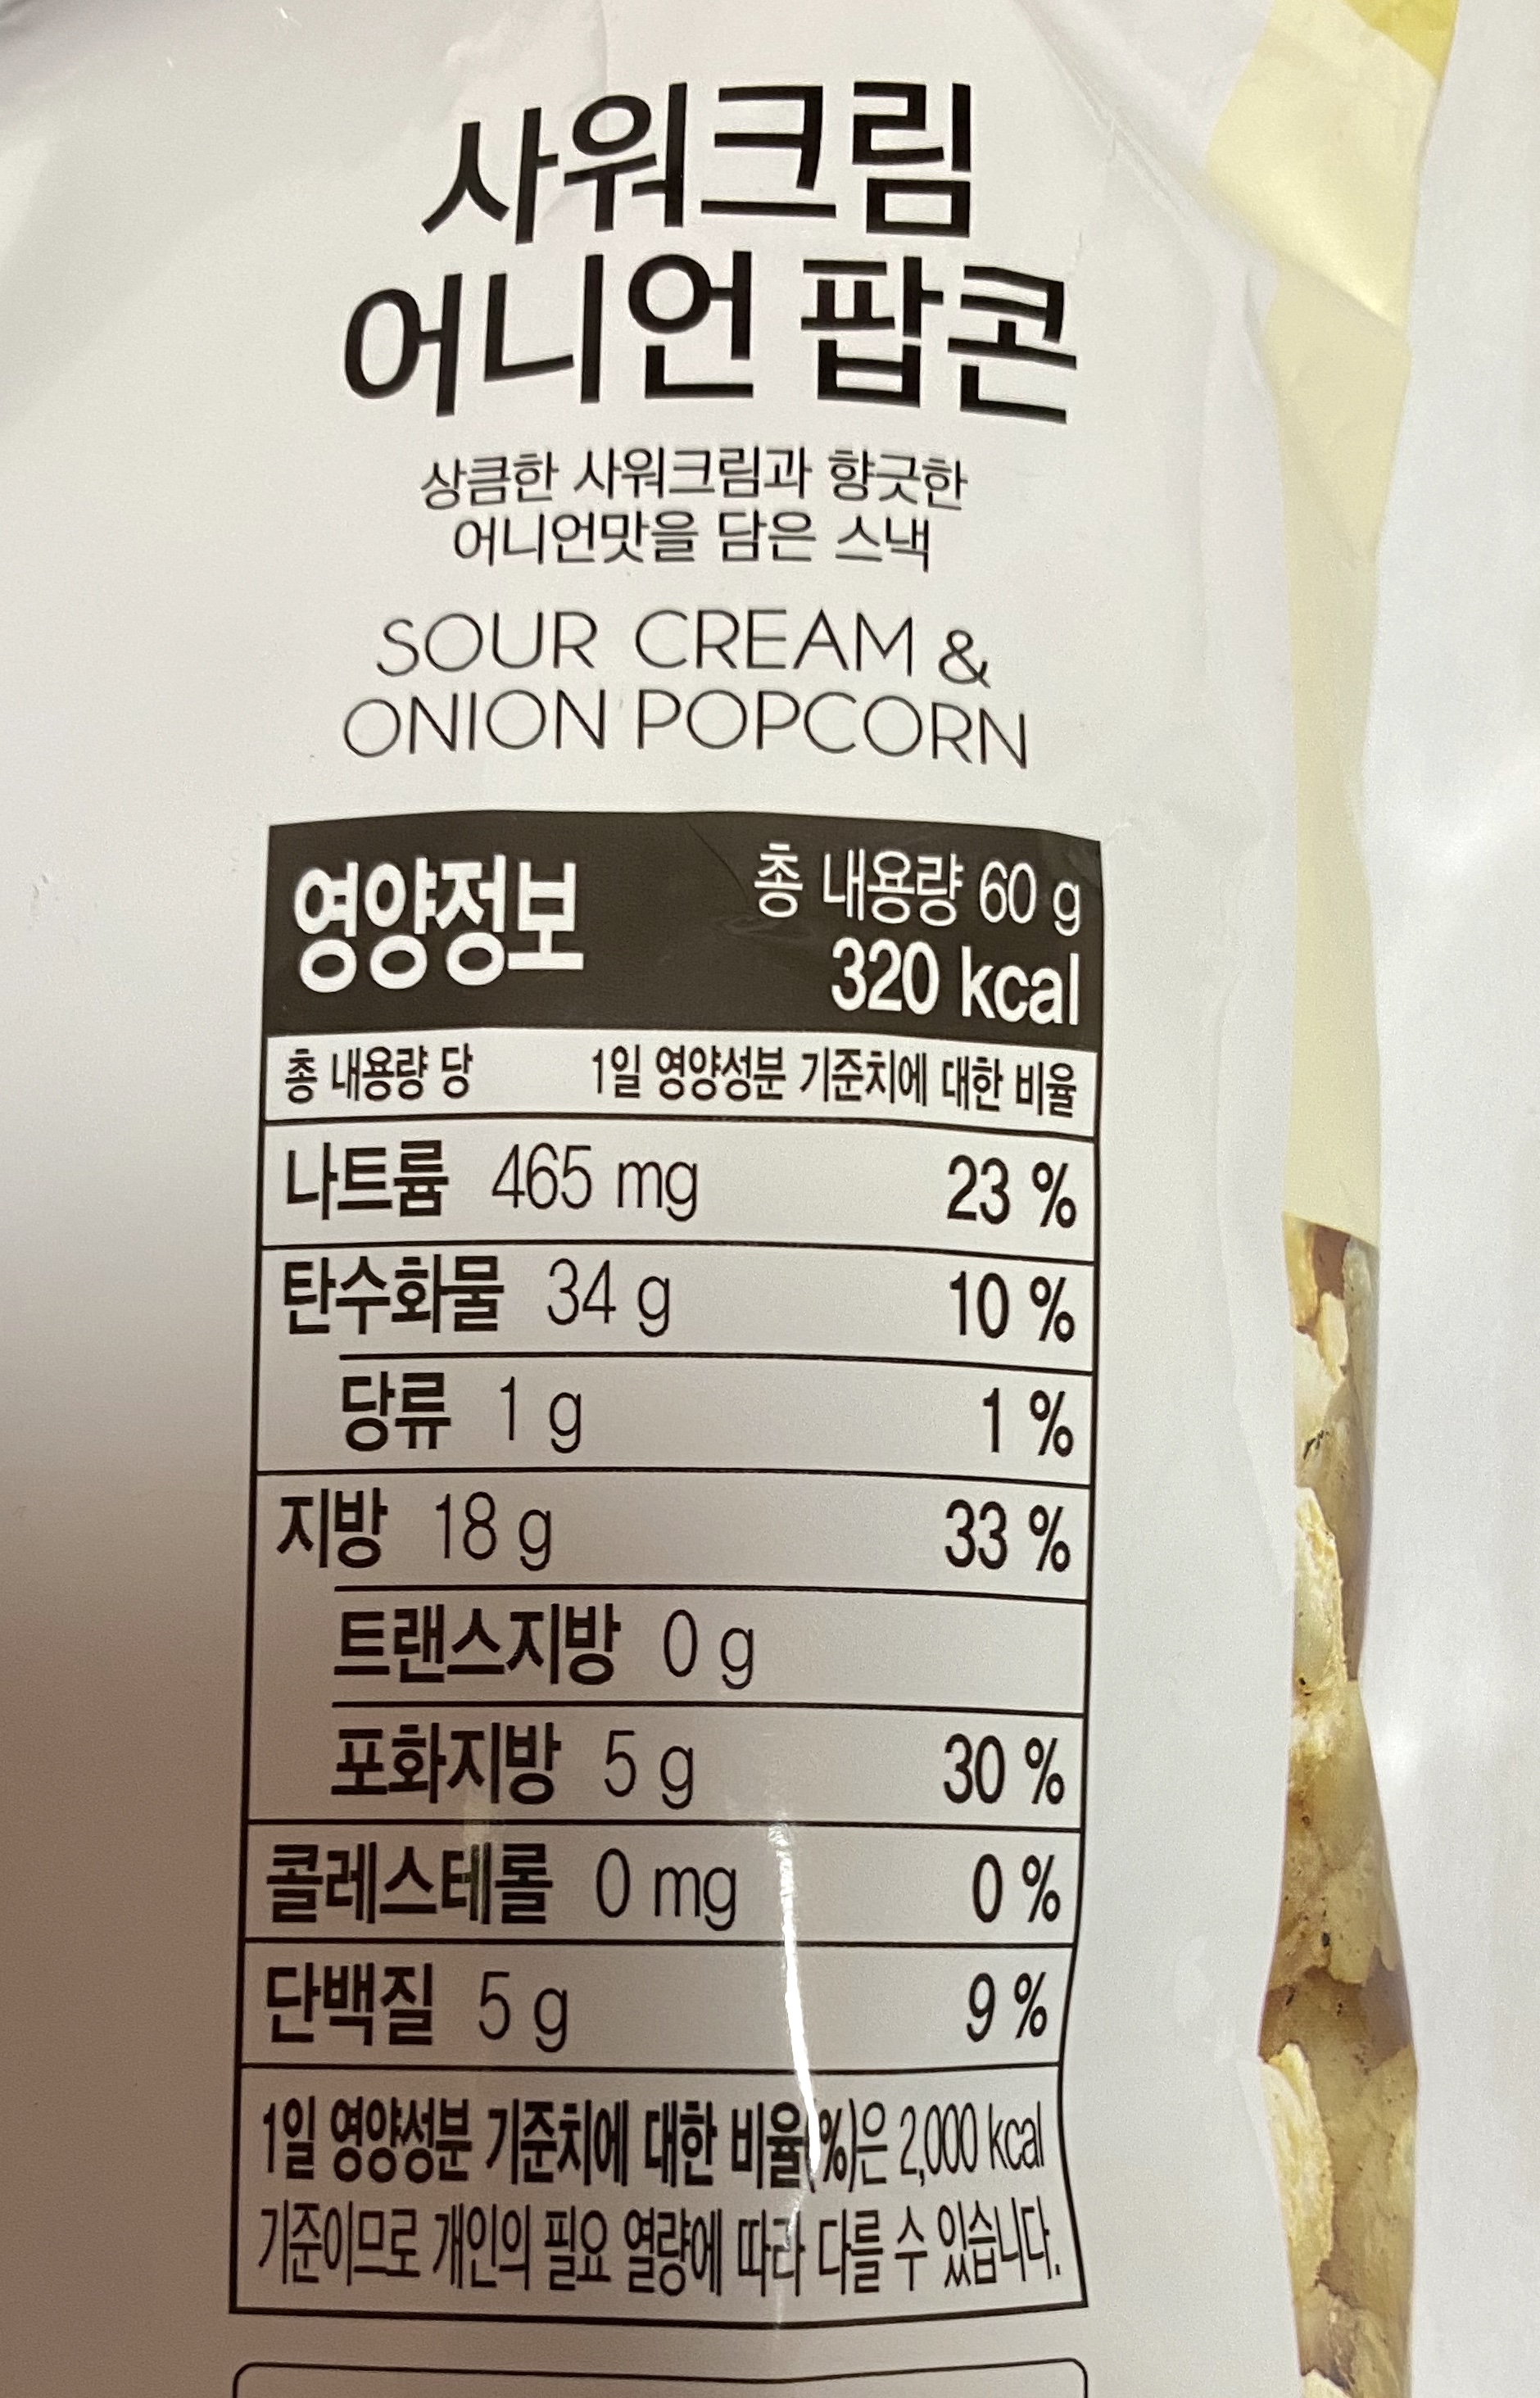 사워크림
어니언 팝콘
상큼한 사워크림과 향긋한
어니언맛을 담은 스낵
SOUR CREAM &
ONION POPCORN
영양정보 총 내용량 60 g
320 kcal
총 내용량 당 1일 영양성분 기준치에 대한 비율
나트륨 465 mg 23 %
탄수화물 34 g 10 %
당류 1 g 1 %
지방 18 g 33 %
트랜스지방 0 g
포화지방 5 g 30 %
콜레스테롤 0 mg 0 %
단백질 5 g 9 %
1일 영양성분 기준치에 대한 비율(%)은 2,000 kcal
기준이므로 개인의 필요 열량에 따라 다를 수 있습니다.